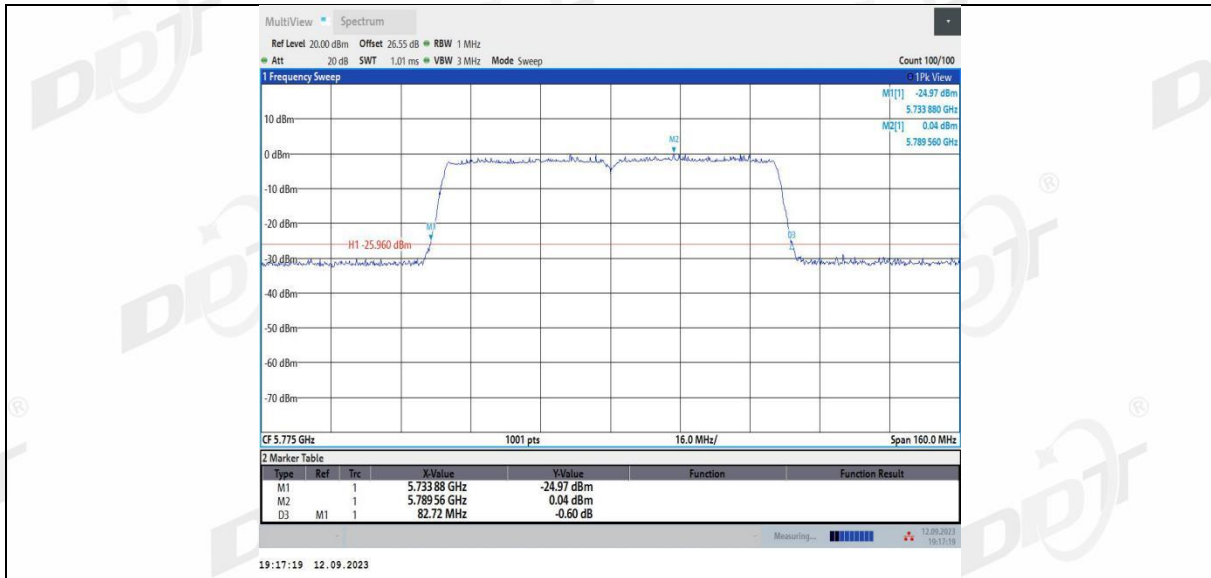 MultiView Spectrum
Ref Level 20.00 dBm Offset 26.55 dB RBW 1 MHz
Att 20 dB SWT 1.01 ms VBW 3 MHz Mode Sweep Count 100/100
1 Frequency Sweep 1Pk View
M1[1] -24.97 dBm
5.733 880 GHz
M2[1] 0.04 dBm
5.789 560 GHz
10 dBm
M2
0 dBm
-10 dBm
-20 dBm
M1
D3
H1 -25.960 dBm
-30 dBm
-40 dBm
-50 dBm
-60 dBm
-70 dBm
CF 5.775 GHz 1001 pts 16.0 MHz/ Span 160.0 MHz
2 Marker Table
Type Ref Trc X-Value Y-Value Function Function Result
M1 1 5.733 88 GHz -24.97 dBm
M2 1 5.789 56 GHz 0.04 dBm
D3 M1 1 82.72 MHz -0.60 dB
Measuring... 12.09.2023
19:17:19
19:17:19 12.09.2023
DDT
®